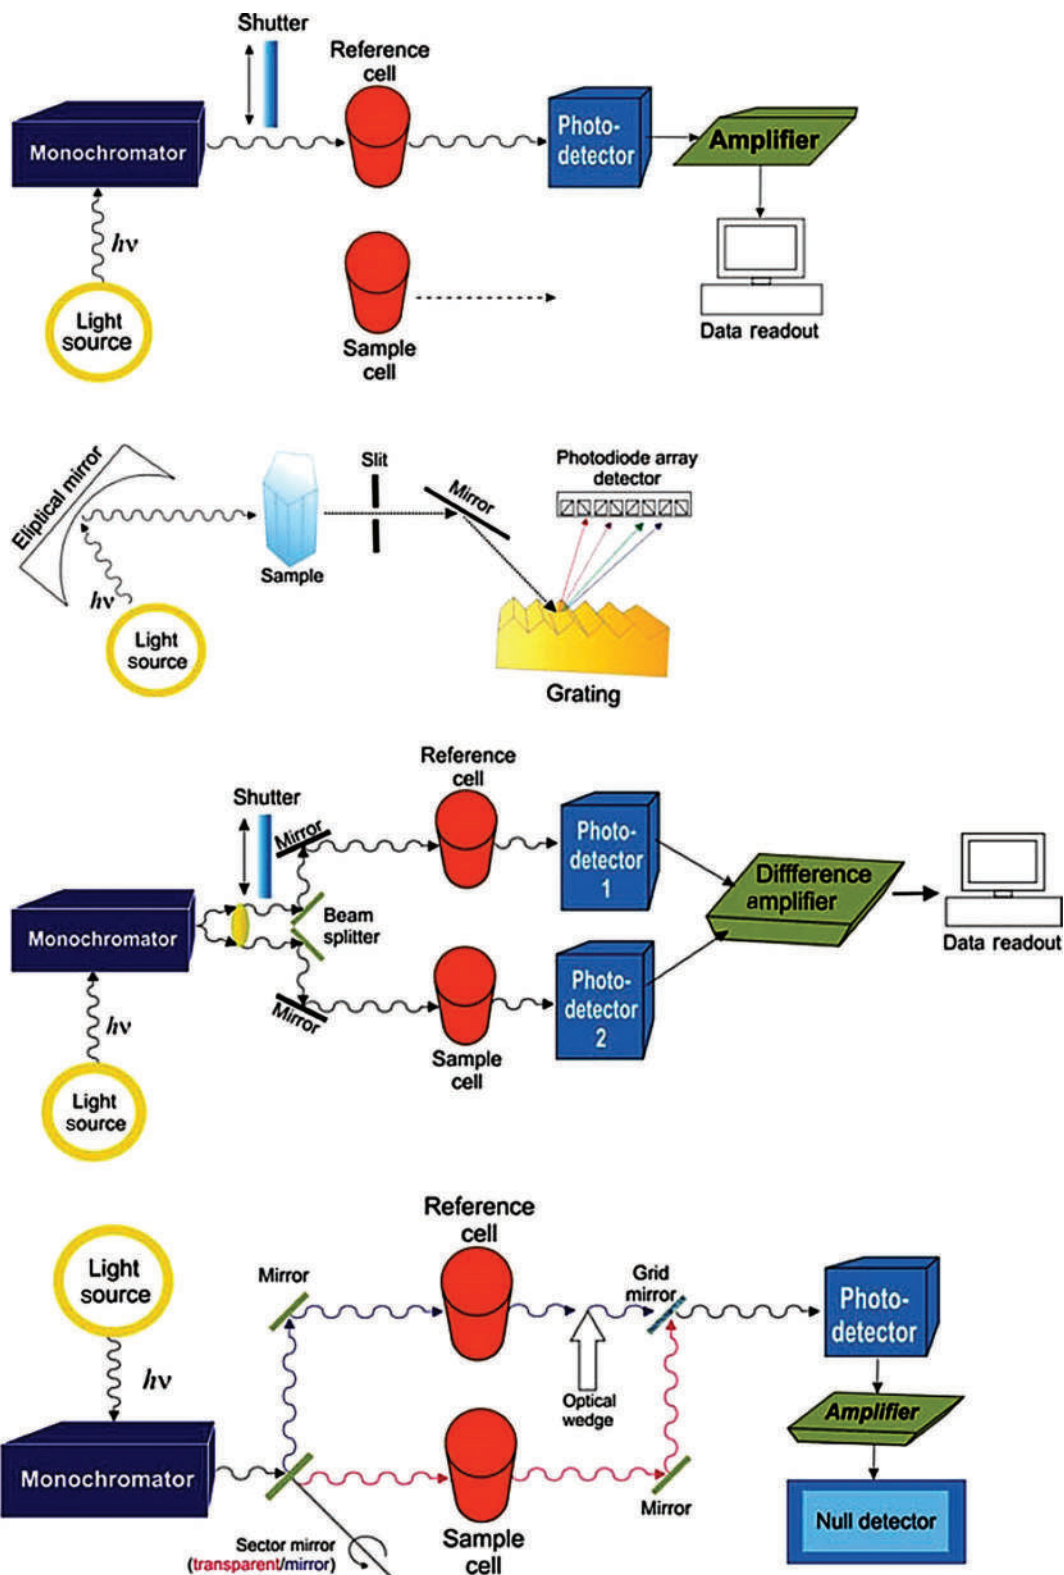 Shutter
Reference
cell
Monochromator
Photo-
detector
Amplifier
hν
Light
source
Sample
cell
Data readout
Eliptical mirror
Slit
Mirror
Photodiode array
detector
Sample
hν
Light
source
Grating
Reference
cell
Shutter
Mirror
Photo-
detector
1
Diffference
amplifier
Monochromator
Beam
splitter
Data readout
Mirror
Photo-
detector
2
hν
Sample
cell
Light
source
Reference
cell
Light
source
Mirror
Grid
mirror
Photo-
detector
hν
Optical
wedge
Amplifier
Monochromator
Mirror
Null detector
Sector mirror
(transparent/mirror)
Sample
cell